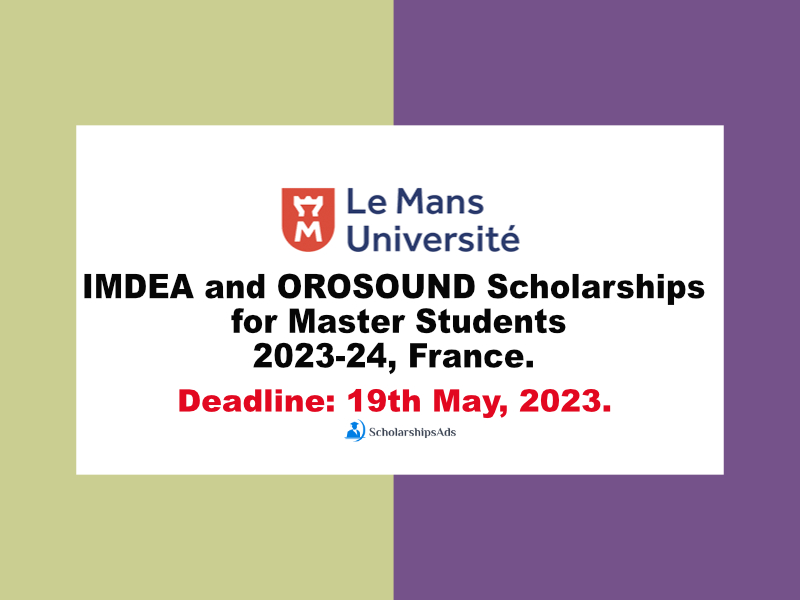 Le Mans
Université
IMDEA and OROSOUND Scholarships
for Master Students
2023-24, France.
Deadline: 19th May, 2023.
ScholarshipsAds